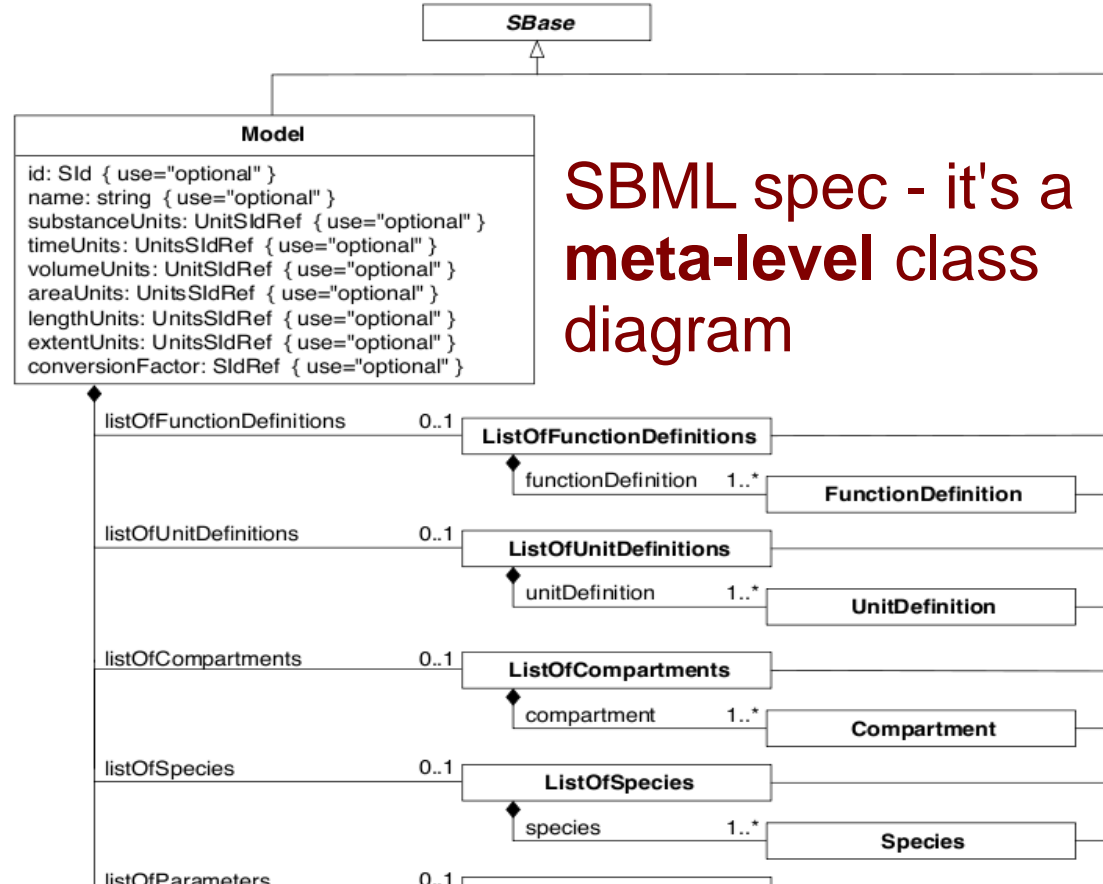 SBase
Model
id: SId { use="optional" }
name: string { use="optional" }
substanceUnits: UnitSIdRef { use="optional" }
timeUnits: UnitsSIdRef { use="optional" }
volumeUnits: UnitSIdRef { use="optional" }
areaUnits: UnitsSIdRef { use="optional" }
lengthUnits: UnitsSIdRef { use="optional" }
extentUnits: UnitsSIdRef { use="optional" }
conversionFactor: SIdRef { use="optional" }
SBML spec - it's a
meta-level class
diagram
listOfFunctionDefinitions 0..1
ListOfFunctionDefinitions
functionDefinition 1..*
FunctionDefinition
listOfUnitDefinitions 0..1
ListOfUnitDefinitions
unitDefinition 1..*
UnitDefinition
listOfCompartments 0..1
ListOfCompartments
compartment 1..*
Compartment
listOfSpecies 0..1
ListOfSpecies
species 1..*
Species
listOfParameters 0..1